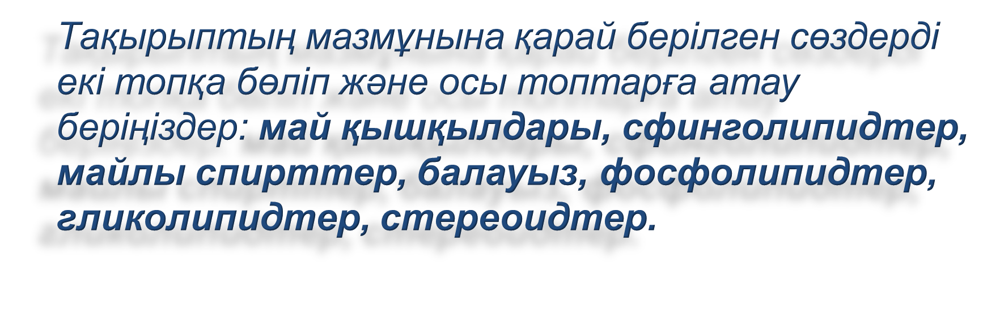 Тақырыптың мазмұнына қарай берілген сөздерді
екі топқа бөліп және осы топтарға атау
беріңіздер: май қышқылдары, сфинголипидтер,
майлы спирттер, балауыз, фосфолипидтер,
гликолипидтер, стереоидтер.